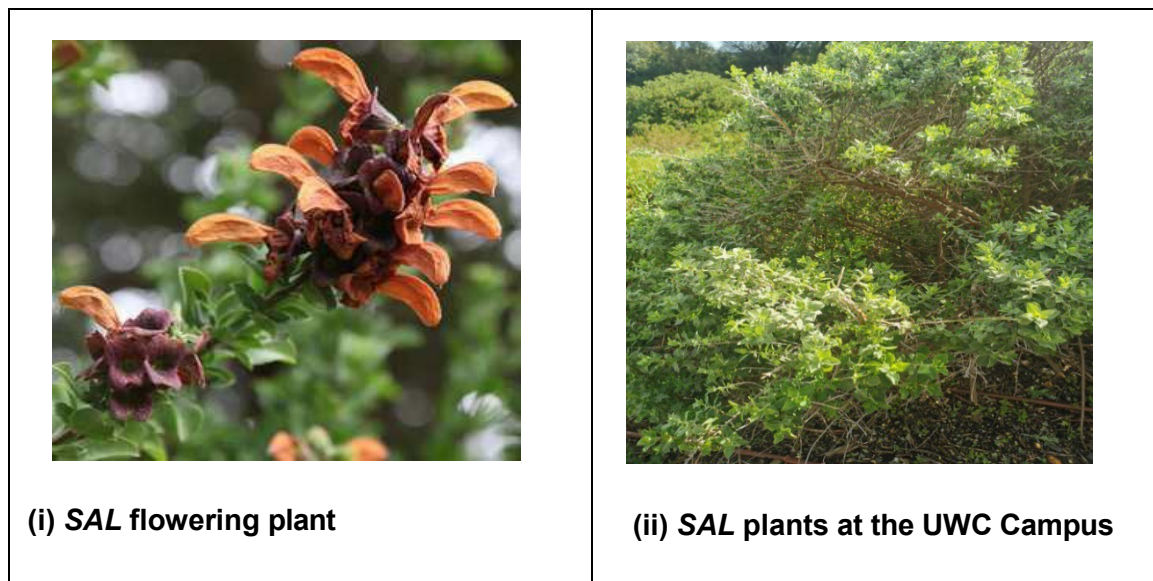 (i) SAL flowering plant
(ii) SAL plants at the UWC Campus